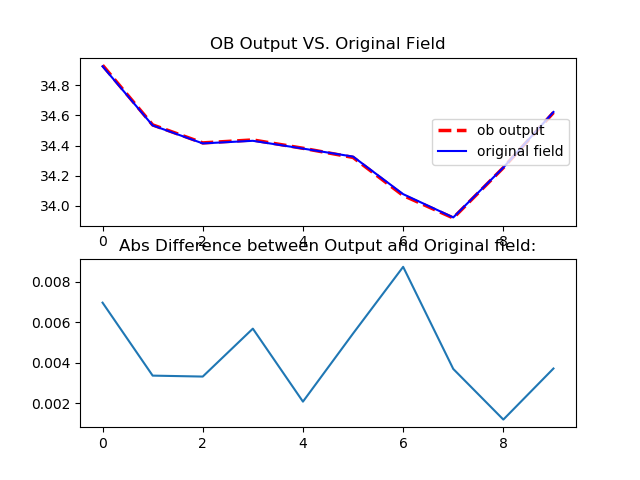 OB Output VS. Original Field
34.8
34.6
34.4
34.2
34.0
ob output
original field
0 2 4 6 8
Abs Difference between Output and Original field:
0.008
0.006
0.004
0.002
0 2 4 6 8